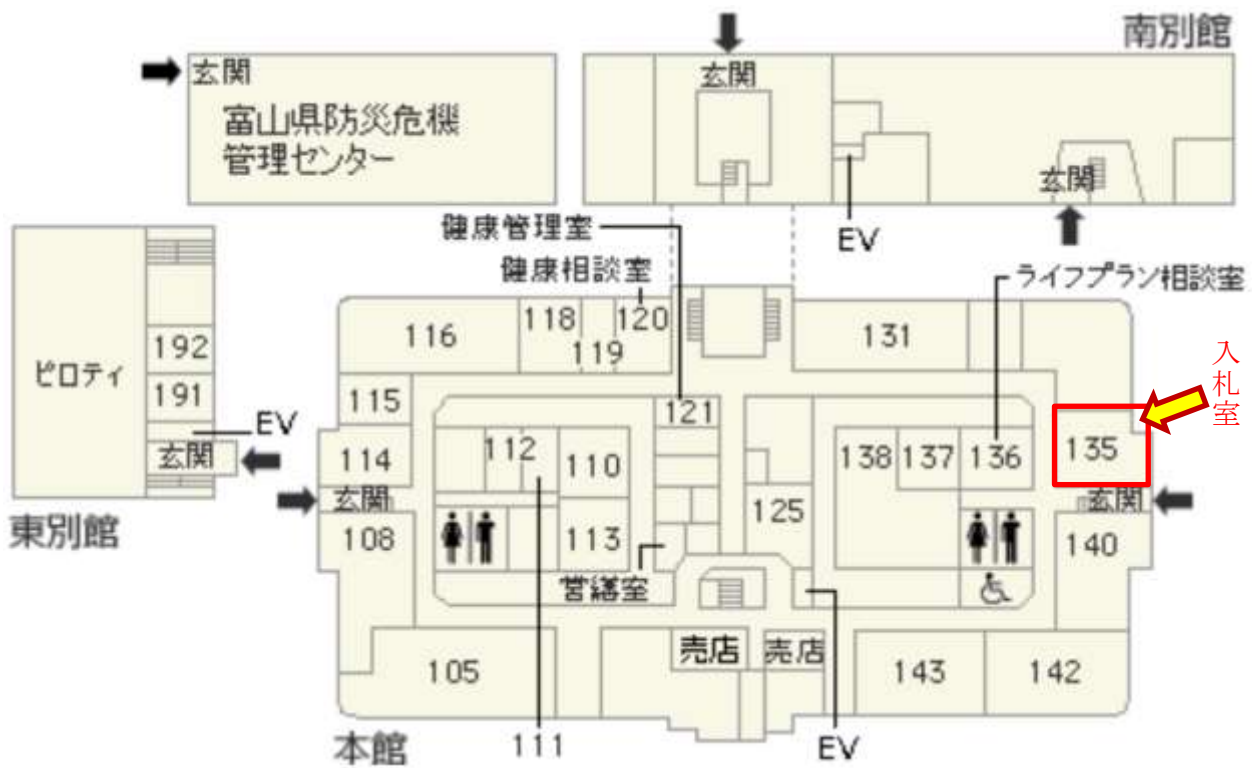 南別館
玄関
玄関
富山県防災危機
管理センター
玄関
EV
健康管理室
健康相談室
ライフプラン相談室
116
118
119
120
131
入札室
192
191
ピロティ
EV
玄関
東別館
115
114
玄関
108
112
110
113
121
125
138
137
136
135
玄関
140
営繕室
105
売店
売店
143
142
本館
111
EV